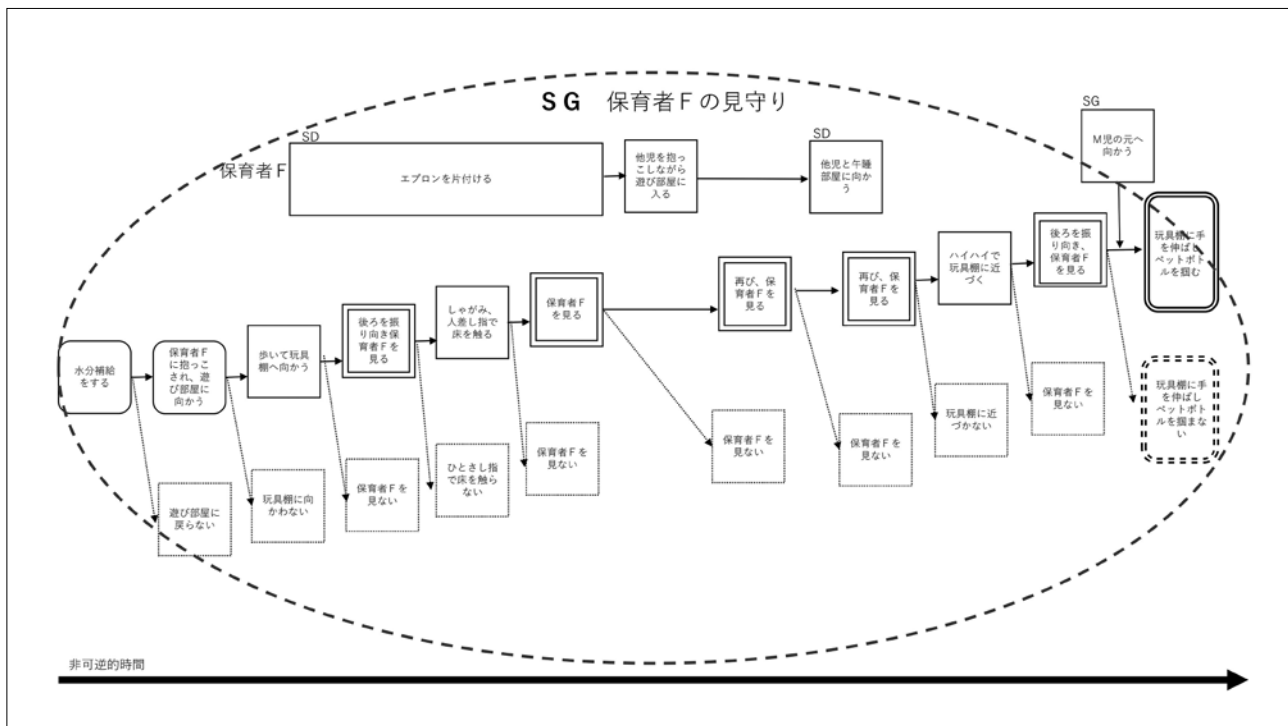 SG 保育者Fの見守り
SD
保育者F
エプロンを片付ける
他児を抱っ
こしながら
遊び部屋に
入る
SD
他児と午睡
部屋に向か
う
SG
M児の元へ
向かう
水分補給
をする
保育者F
に抱っこ
され、遊
び部屋に
向かう
歩いて玩具
棚へ向かう
後ろを振
り向き保
育者Fを
見る
しゃがみ、
人差し指で
床を触る
保育者F
を見る
再び、保
育者Fを
見る
再び、保
育者Fを
見る
ハイハイで
玩具棚に近
づく
後ろを振
り向き、
保育者F
を見る
玩具棚に手
を伸ばし
ペットボト
ルを掴む
遊び部屋に
戻らない
玩具棚に向
かわない
保育者Fを
見ない
ひとさし指
で床を触ら
ない
保育者Fを
見ない
保育者Fを
見ない
保育者Fを
見ない
玩具棚に近
づかない
保育者Fを
見ない
玩具棚に手
を伸ばし
ペットボト
ルを掴まな
い
非可逆的時間